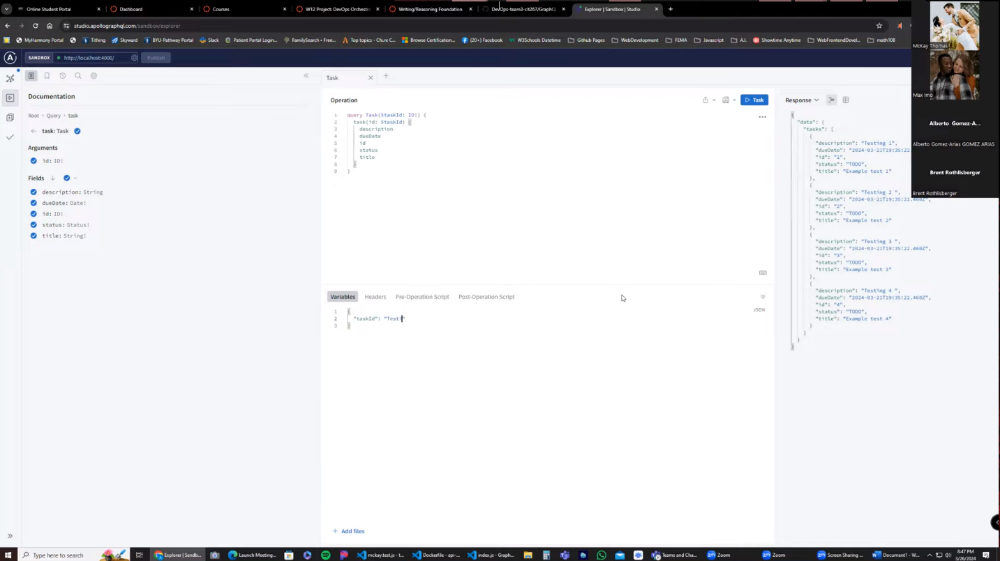 Online Student Portal
Dashboard
Courses
W12 Project: DevOps Orchestra
Writing/Reasoning Foundation
DevOps-team3-cit267/GraphQ
Explorer | Sandbox | Studio
studio.apollographql.com/sandbox/explorer
MyHarmony Portal
Tithing
Skyward
BYU-Pathway Portal
Slack
Patient Portal Login...
FamilySearch • Free...
Top topics - Chr.e C...
Browse Certification...
(20+) Facebook
W3Schools Datetime
Github Pages
WebDevelopment
FEMA
Javascript
A.I.
Showtime Anytime
WebFrontendDevel...
math108
SANDBOX
http://localhost:4000/
Publish
McKay Thomas
Max Imo
Alberto Gomez-A...
Alberto Gomez-Arias GOMEZ ARIAS
Brent Rothlisberger
Brent Rothlisberger
Documentation
Root · Query · task
task: Task
Arguments
id: ID!
Fields
description: String
dueDate: Date!
id: ID!
status: Status!
title: String!
Task
Operation
Task
1 query Task($taskId: ID!) {
2 task(id: $taskId) {
3 description
4 dueDate
5 id
6 status
7 title
8 }
9 }
Variables
Headers
Pre-Operation Script
Post-Operation Script
JSON
1 {
2 "taskId": "Test"
3 }
+ Add files
Response
{
"data": {
"tasks": [
{
"description": "Testing 1",
"dueDate": "2024-03-21T19:35:22
"id": "1",
"status": "TODO",
"title": "Example test 1"
},
{
"description": "Testing 2 ",
"dueDate": "2024-03-21T19:35:22.460Z",
"id": "2",
"status": "TODO",
"title": "Example test 2"
},
{
"description": "Testing 3 ",
"dueDate": "2024-03-21T19:35:22.460Z",
"id": "3",
"status": "TODO",
"title": "Example test 3"
},
{
"description": "Testing 4 ",
"dueDate": "2024-03-21T19:35:22.460Z",
"id": "4",
"status": "TODO",
"title": "Example test 4"
}
]
}
}
Type here to search
Explorer | Sandb...
Launch Meeting...
mckay.test.js - t...
Dockerfile - api-...
index.js - Graph...
Teams and Cha...
Zoom
Zoom
Screen Sharing ...
Document1 - W...
8:47 PM
3/26/2024